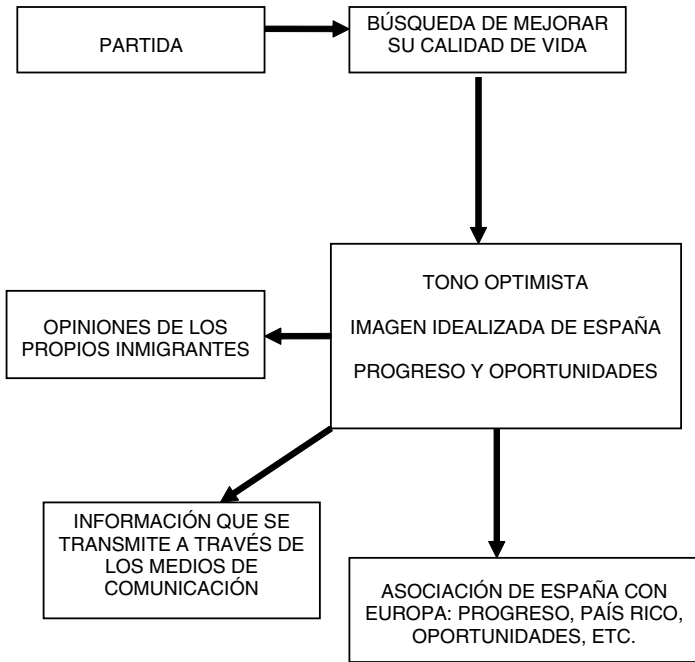 PARTIDA
BÚSQUEDA DE MEJORAR
SU CALIDAD DE VIDA
TONO OPTIMISTA
IMAGEN IDEALIZADA DE ESPAÑA
PROGRESO Y OPORTUNIDADES
OPINIONES DE LOS
PROPIOS INMIGRANTES
INFORMACIÓN QUE SE
TRANSMITE A TRAVÉS DE
LOS MEDIOS DE
COMUNICACIÓN
ASOCIACIÓN DE ESPAÑA CON
EUROPA: PROGRESO, PAÍS RICO,
OPORTUNIDADES, ETC.